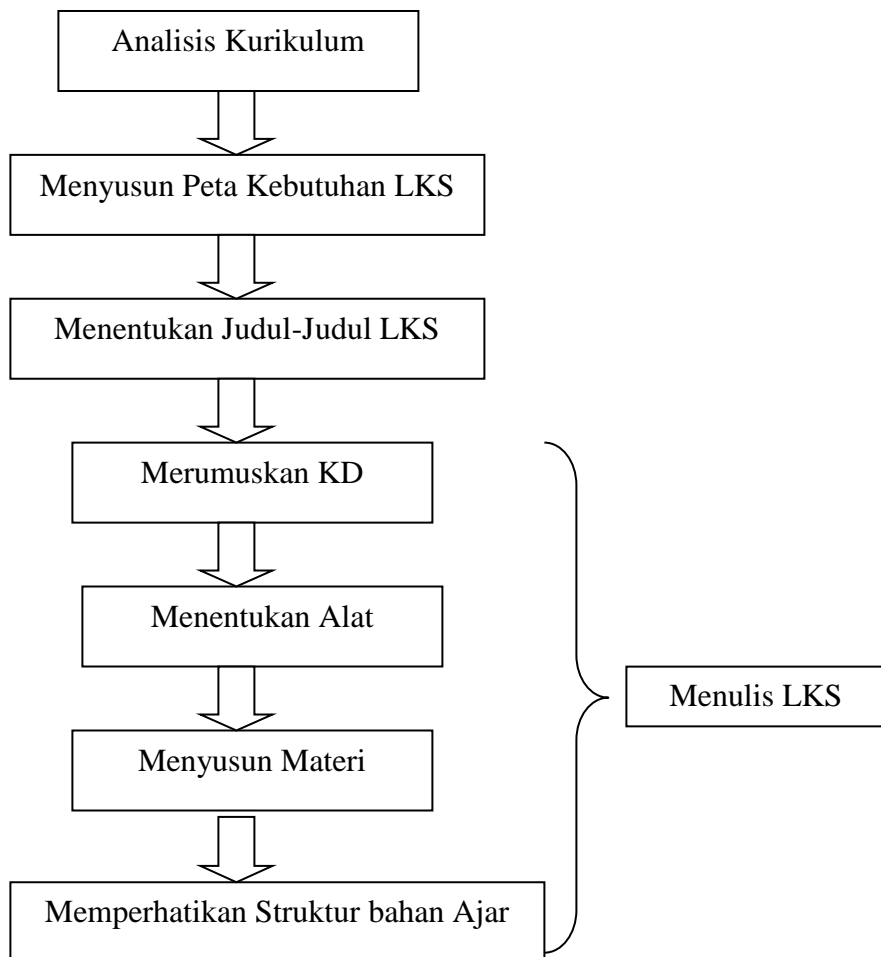 Analisis Kurikulum
Menyusun Peta Kebutuhan LKS
Menentukan Judul-Judul LKS
Merumuskan KD
Menentukan Alat
Menulis LKS
Menyusun Materi
Memperhatikan Struktur bahan Ajar